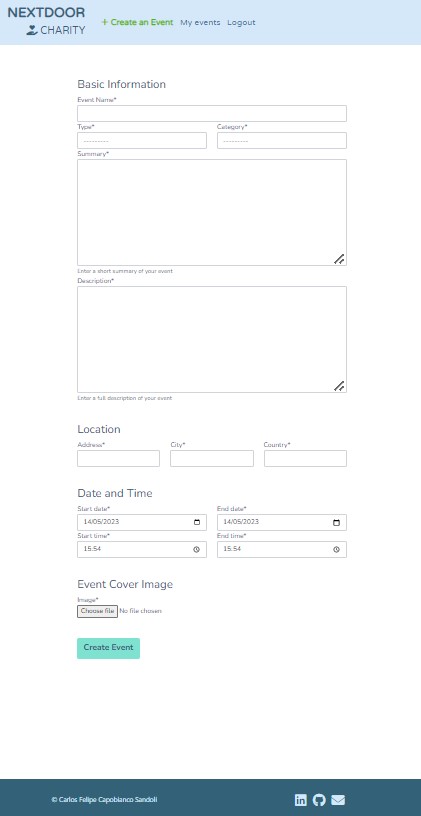 NEXTDOOR
CHARITY
+ Create an Event My events Logout
Basic Information
Event Name*
Type* Category*
--------- ---------
Summary*
Enter a short summary of your event
Description*
Enter a full description of your event
Location
Address* City* Country*
Date and Time
Start date* End date*
14/05/2023 14/05/2023
Start time* End time*
15:54 15:54
Event Cover Image
Image*
Choose file No file chosen
Create Event
© Carlos Felipe Capobianco Sandoli